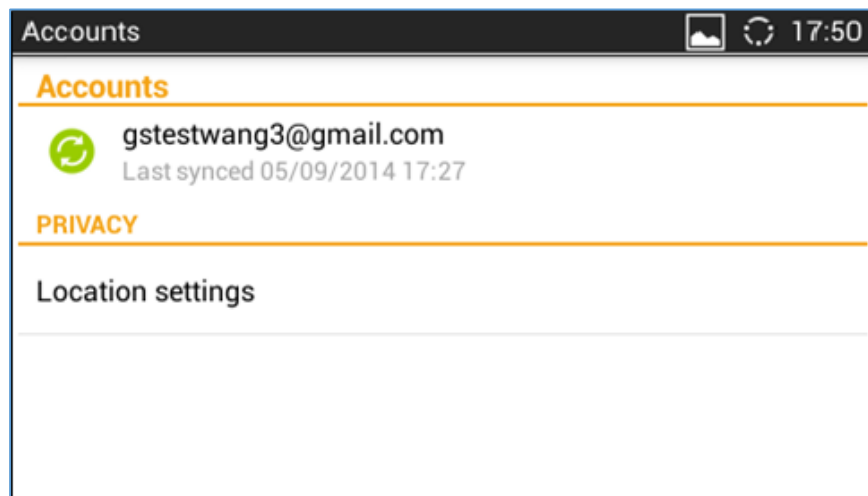 Accounts 17:50
Accounts
gstestwang3@gmail.com
Last synced 05/09/2014 17:27
PRIVACY
Location settings